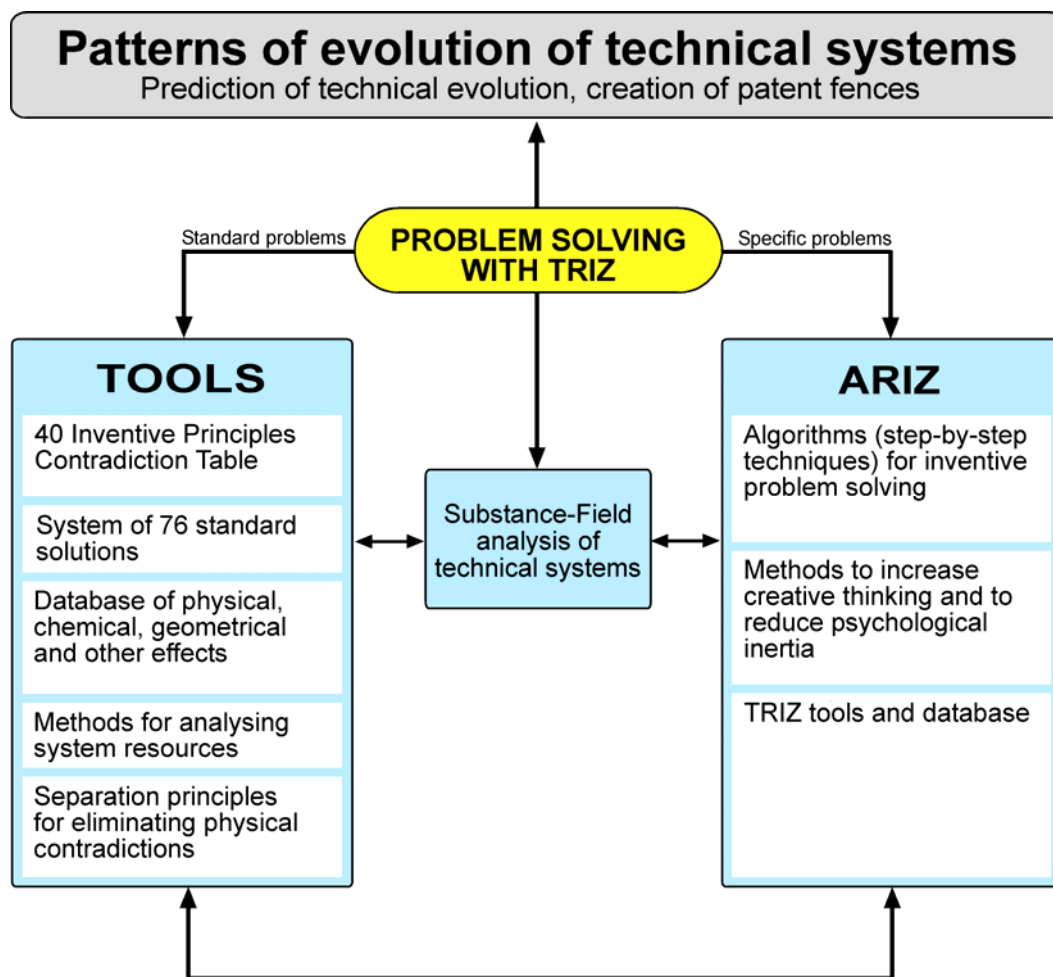 Patterns of evolution of technical systems
Prediction of technical evolution, creation of patent fences
Standard problems
PROBLEM SOLVING
WITH TRIZ
Specific problems
TOOLS
40 Inventive Principles
Contradiction Table
System of 76 standard
solutions
Database of physical,
chemical, geometrical
and other effects
Methods for analysing
system resources
Separation principles
for eliminating physical
contradictions
Substance-Field
analysis of
technical systems
ARIZ
Algorithms (step-by-step
techniques) for inventive
problem solving
Methods to increase
creative thinking and to
reduce psychological
inertia
TRIZ tools and database